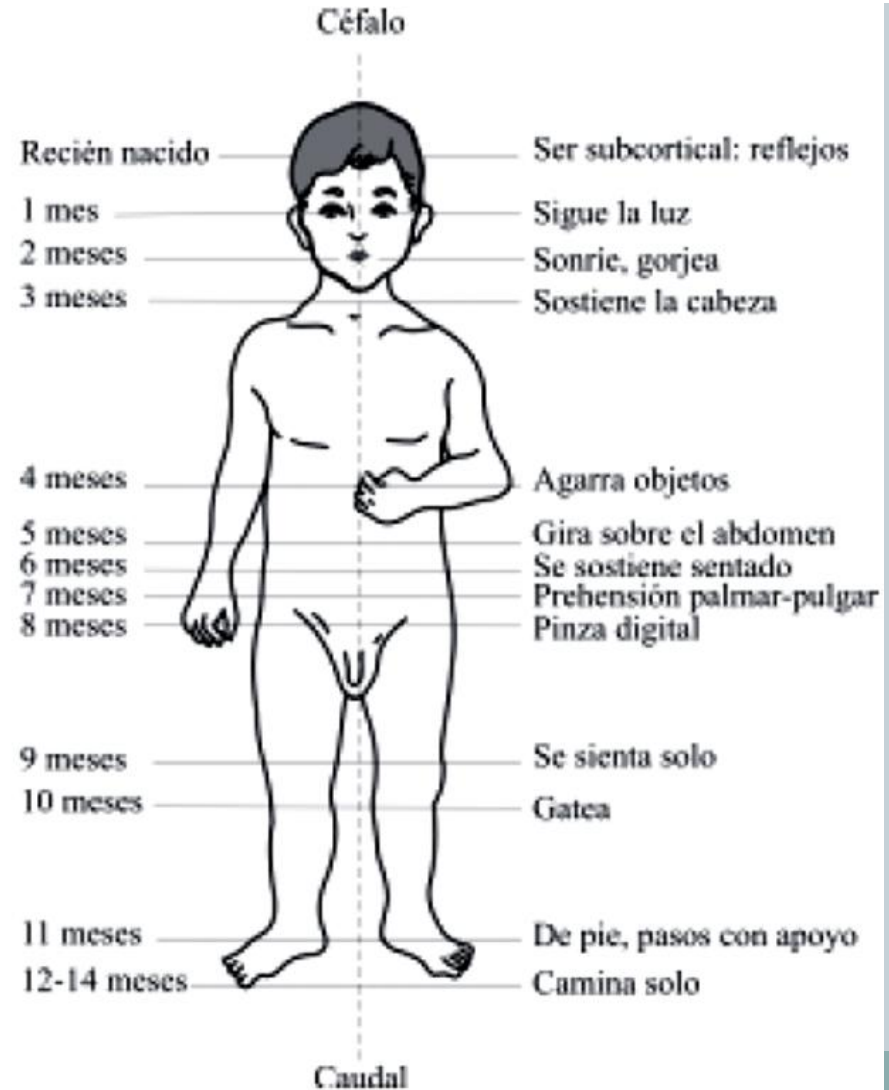 Céfalo
Recién nacido Ser subcortical: reflejos
1 mes Sigue la luz
2 meses Sonrie, gorjea
3 meses Sostiene la cabeza
4 meses Agarra objetos
5 meses Gira sobre el abdomen
6 meses Se sostiene sentado
7 meses Prehensión palmar-pulgar
8 meses Pinza digital
9 meses Se sienta solo
10 meses Gatea
11 meses De pie, pasos con apoyo
12-14 meses Camina solo
Caudal